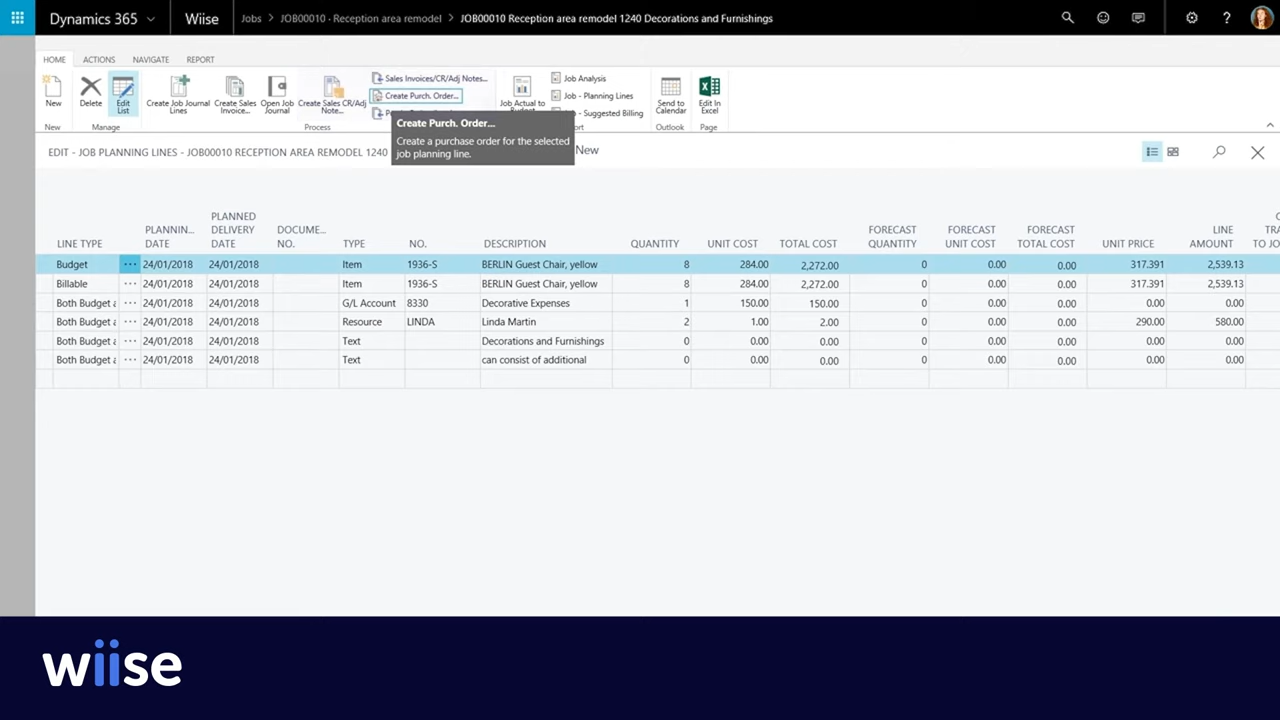 Dynamics 365 Wiise Jobs > JOB00010 · Reception area remodel > JOB00010 Reception area remodel 1240 Decorations and Furnishings ?
HOME ACTIONS NAVIGATE REPORT
New
New
Delete
Edit List
Manage
Create Job Journal Lines
Create Sales Invoice...
Open Job Journal
Create Sales CR/Adj Note...
Sales Invoices/CR/Adj Notes...
Create Purch. Order...
Process
Job Actual to
Job Analysis
Job - Planning Lines
- Suggested Billing
Send to Calendar
Outlook
Edit In Excel
Page
Create Purch. Order...
Create a purchase order for the selected
job planning line.
EDIT - JOB PLANNING LINES - JOB00010 RECEPTION AREA REMODEL 1240 New
LINE TYPE PLANNIN... DATE PLANNED DELIVERY DATE DOCUME... NO. TYPE NO. DESCRIPTION QUANTITY UNIT COST TOTAL COST FORECAST QUANTITY FORECAST UNIT COST FORECAST TOTAL COST UNIT PRICE LINE AMOUNT TO JO
Budget ... 24/01/2018 24/01/2018 Item 1936-S BERLIN Guest Chair, yellow 8 284.00 2,272.00 0 0.00 0.00 317.391 2,539.13
Billable ... 24/01/2018 24/01/2018 Item 1936-S BERLIN Guest Chair, yellow 8 284.00 2,272.00 0 0.00 0.00 317.391 2,539.13
Both Budget a ... 24/01/2018 24/01/2018 G/L Account 8330 Decorative Expenses 1 150.00 150.00 0 0.00 0.00 0.00 0.00
Both Budget a ... 24/01/2018 24/01/2018 Resource LINDA Linda Martin 2 1.00 2.00 0 0.00 0.00 290.00 580.00
Both Budget a ... 24/01/2018 24/01/2018 Text Decorations and Furnishings 0 0.00 0.00 0 0.00 0.00 0.00 0.00
Both Budget a ... 24/01/2018 24/01/2018 Text can consist of additional 0 0.00 0.00 0 0.00 0.00 0.00 0.00
wiise